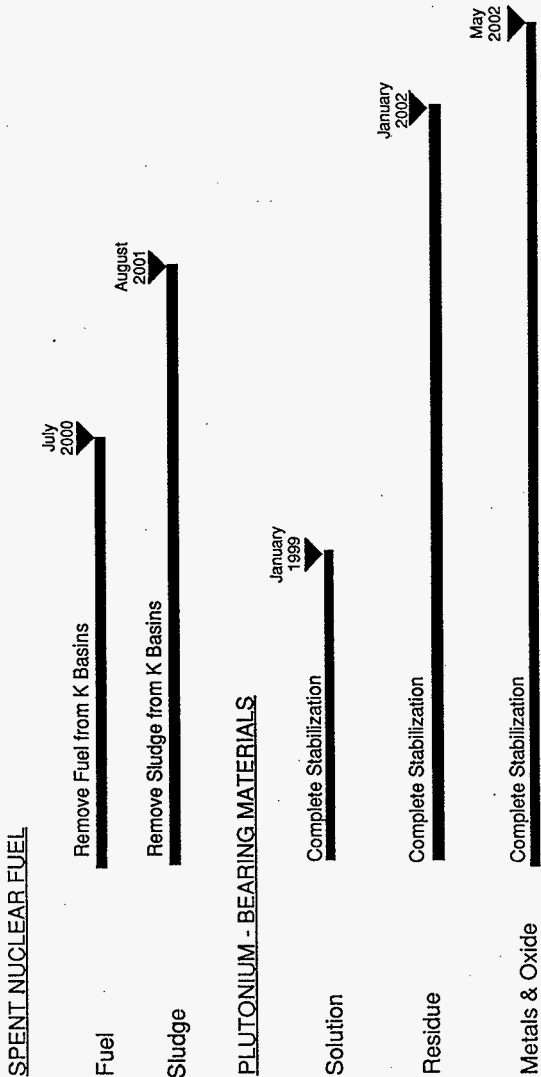 SPENT NUCLEAR FUEL
Fuel
Remove Fuel from K Basins
July
2000
Sludge
Remove Sludge from K Basins
August
2001
PLUTONIUM - BEARING MATERIALS
Solution
Complete Stabilization
January
1999
Residue
Complete Stabilization
January
2002
Metals & Oxide
Complete Stabilization
May
2002